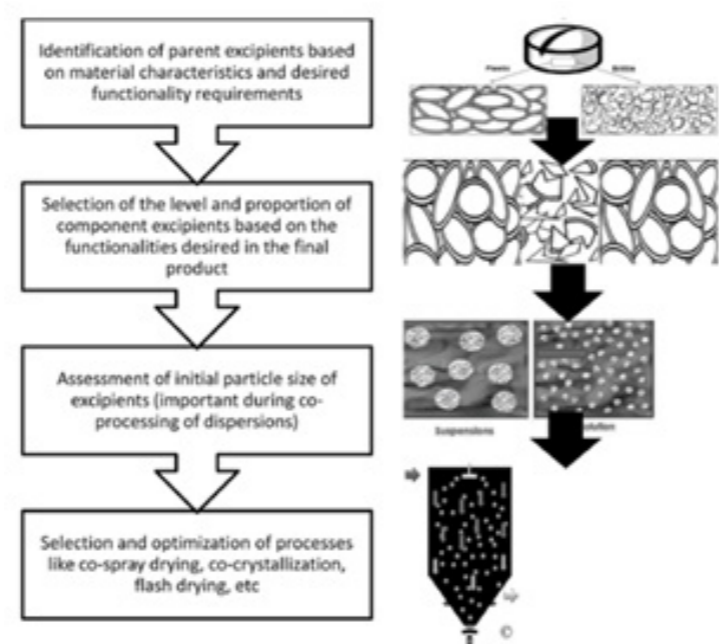 Identification of parent excipients based
on material characteristics and desired
functionality requirements
Plastic
Brittle
Selection of the level and proportion of
component excipients based on the
functionalities desired in the final
product
Assessment of initial particle size of
excipients (important during co-
processing of dispersions)
Suspensions
olution
Selection and optimization of processes
like co-spray drying, co-crystallization,
flash drying, etc
©